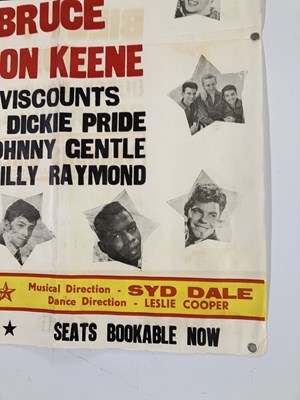 BRUCE
ON KEENE
VISCOUNTS
DICKIE PRIDE
OHNNY GENTLE
ILLY RAYMOND
Musical Direction - SYD DALE
Dance Direction - LESLIE COOPER
★ SEATS BOOKABLE NOW